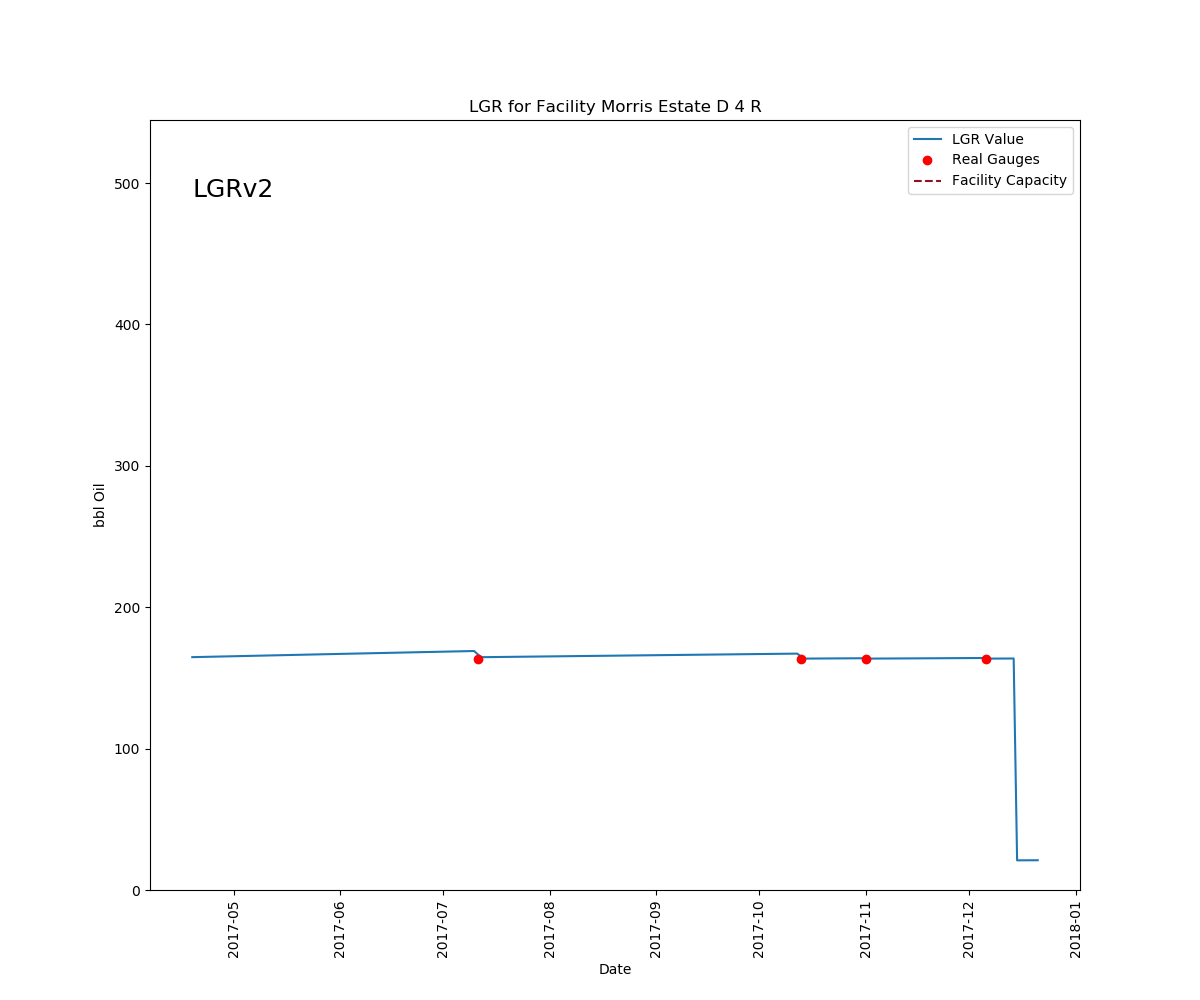 LGR for Facility Morris Estate D 4 R
LGR Value
Real Gauges
Facility Capacity
LGRv2
bbl Oil
500
400
300
200
100
0
2017-05
2017-06
2017-07
2017-08
2017-09
2017-10
2017-11
2017-12
2018-01
Date